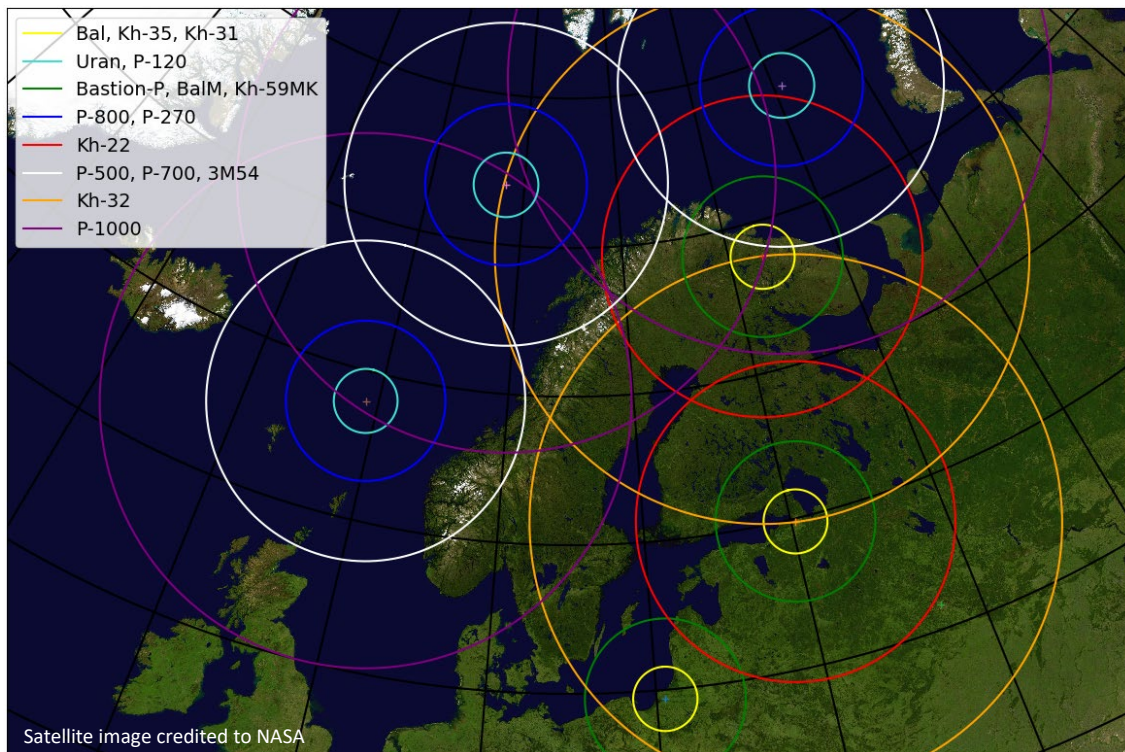 Bal, Kh-35, Kh-31
Uran, P-120
Bastion-P, BalM, Kh-59MK
P-800, P-270
Kh-22
P-500, P-700, 3M54
Kh-32
P-1000
Satellite image credited to NASA